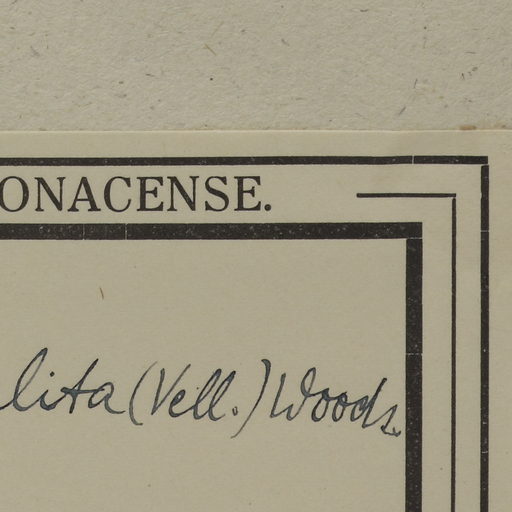 ONACENSE.
lita (Vell.) Woods.